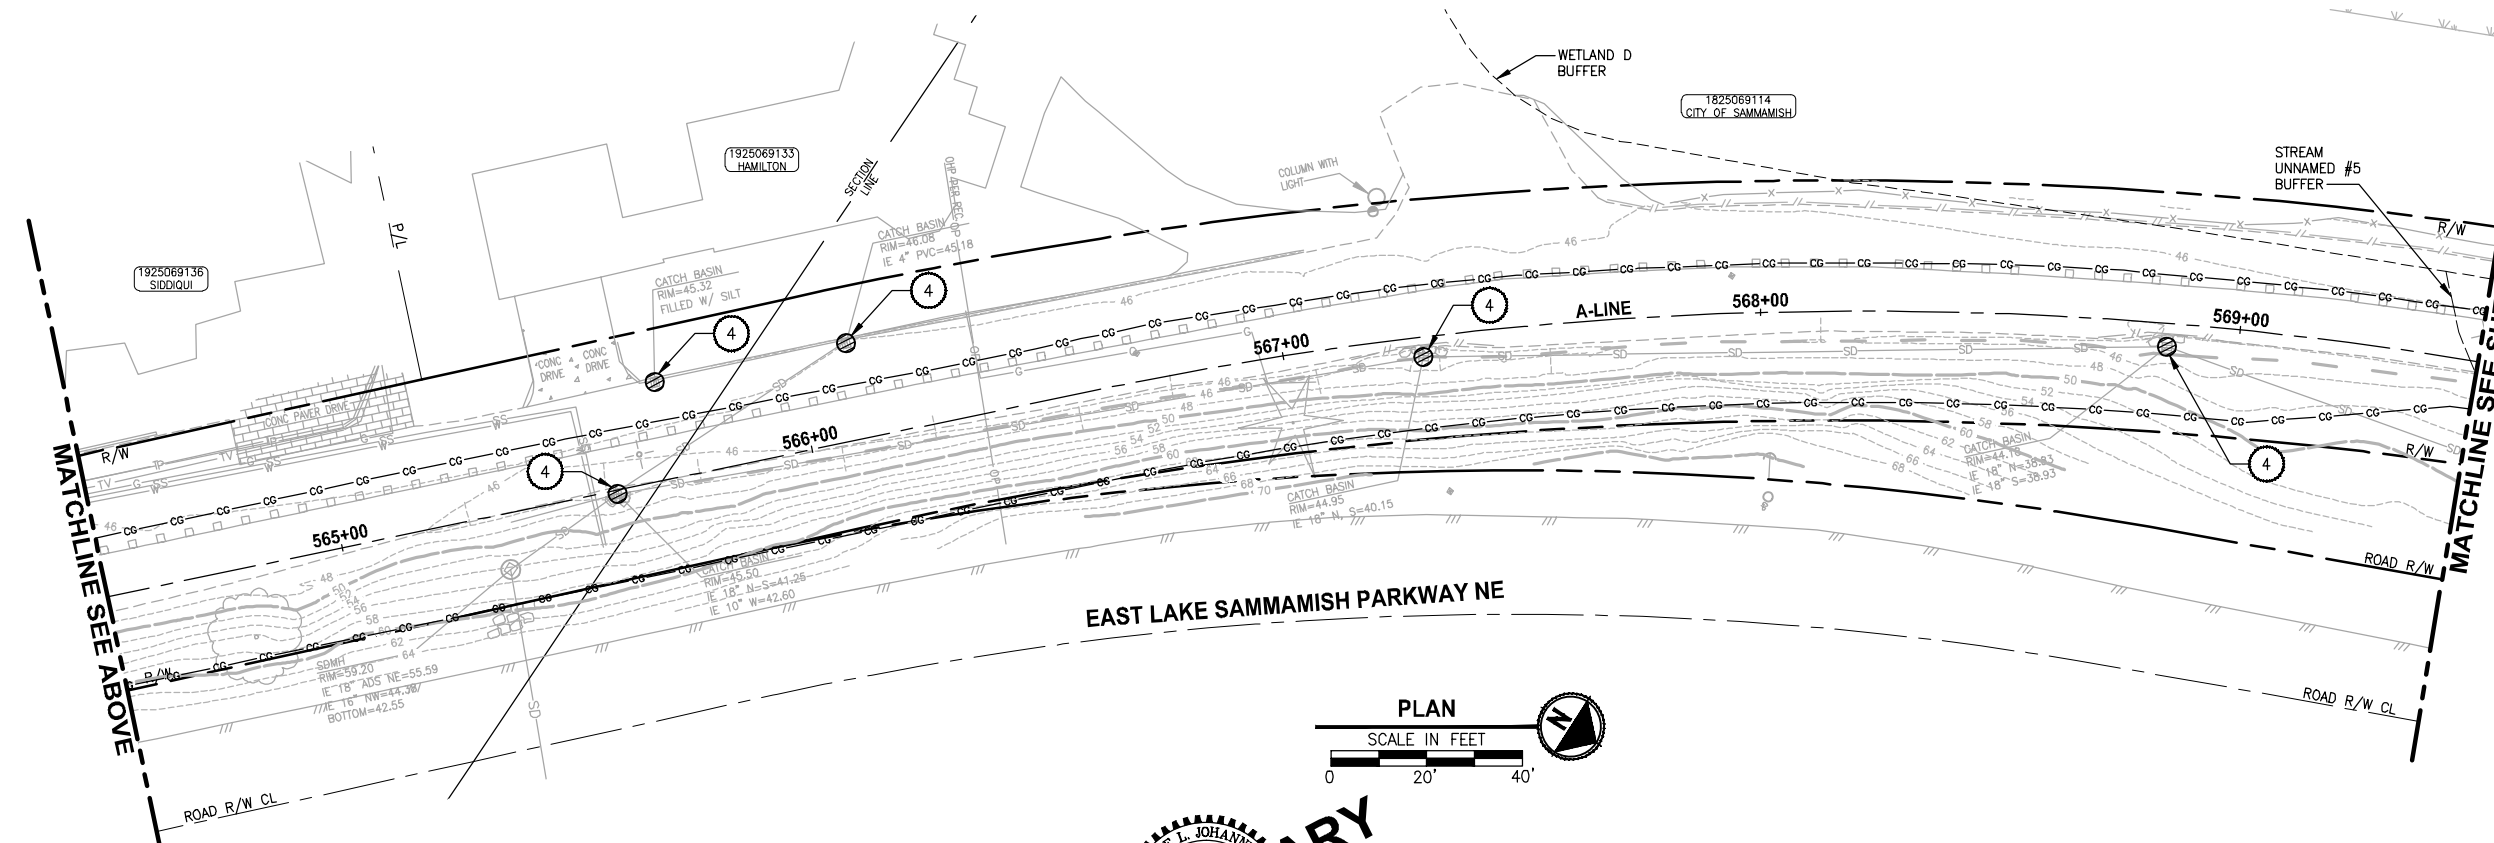 WETLAND D
BUFFER
1825069114
CITY OF SAMMAMISH
STREAM
UNNAMED #5
BUFFER
1925069133
HAMILTON
SECTION
LINE
COLUMN WITH
LIGHT
P/L
1925069136
SIDDIQUI
CATCH BASIN
RIM=46.08
IE 4" PVC=45.18
CATCH BASIN
RIM=45.32
FILLED W/ SILT
4
4
4
4
4
R/W
A-LINE
565+00
566+00
567+00
568+00
569+00
CONC
DRIVE
CONC
DRIVE
CONC PAVER DRIVE
R/W
MATCHLINE SEE ABOVE
CATCH BASIN
RIM=45.50
IE 18" N-S=41.25
IE 10" W=42.60
CATCH BASIN
RIM=44.95
IE 18" N, S=40.15
CATCH BASIN
IE 18" N=38.93
IE 18" S=38.93
SDMH
RIM=59.20
IE 18" ADS NE=55.59
BOTTOM=42.55
R/W
R/W
ROAD R/W
EAST LAKE SAMMAMISH PARKWAY NE
ROAD R/W CL
ROAD R/W CL
PLAN
N
SCALE IN FEET
0 20' 40'